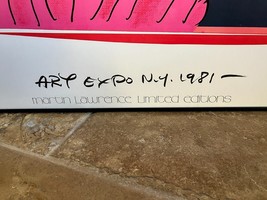 ART EXPO N.Y. 1981 —
martin Lawrence Limited editions